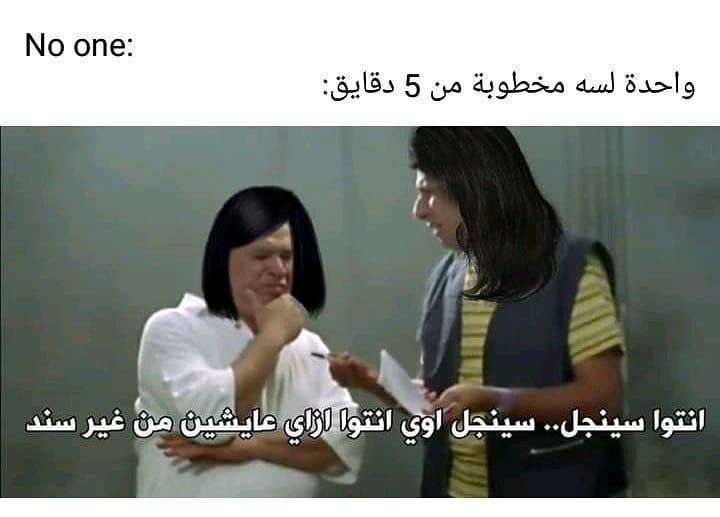 No one:
واحدة لسه مخطوبة من 5 دقايق:
انتوا سينجل.. سينجل اوي انتوا ازاي عايشين من غير سند